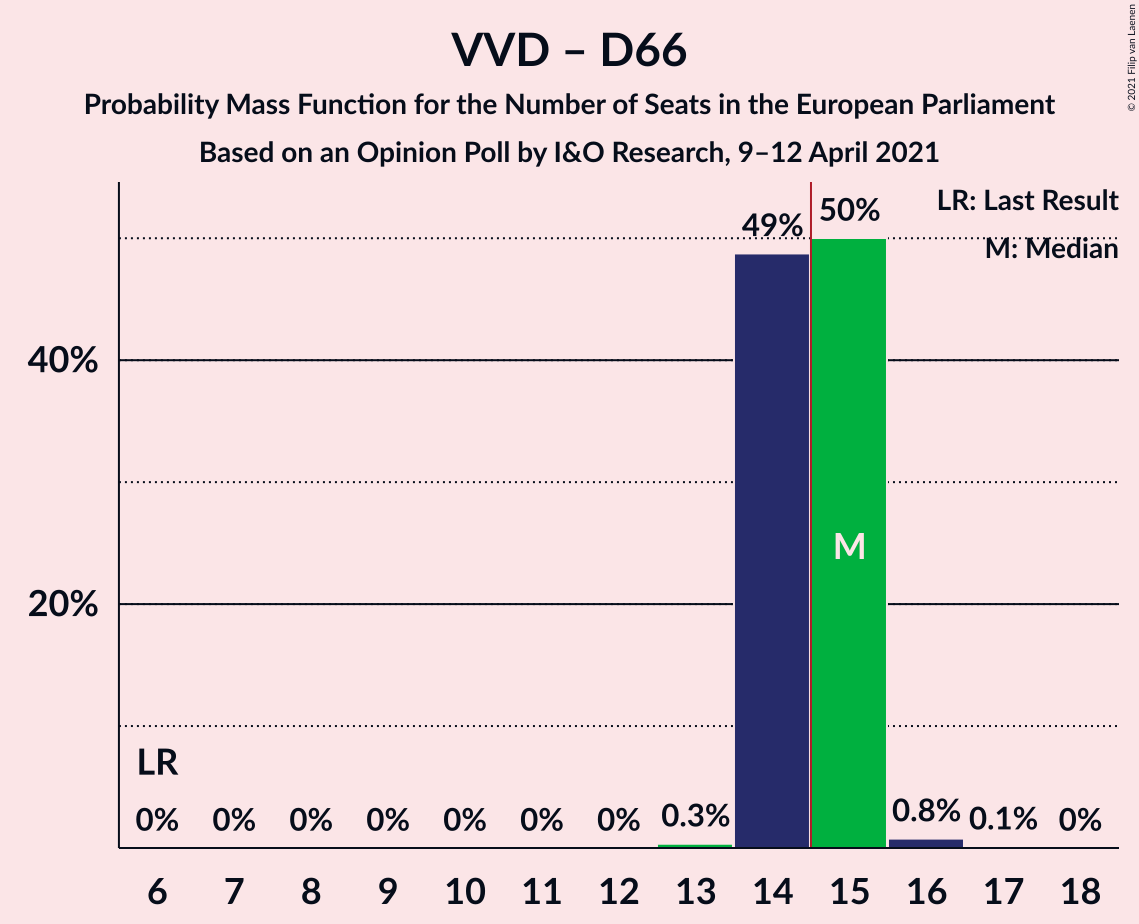 VVD – D66
Probability Mass Function for the Number of Seats in the European Parliament
Based on an Opinion Poll by I&O Research, 9–12 April 2021
© 2021 Filip van Laenen
LR: Last Result
M: Median
49%
50%
40%
20%
M
LR
0% 0% 0% 0% 0% 0% 0% 0.3% 0.8% 0.1% 0%
6 7 8 9 10 11 12 13 14 15 16 17 18